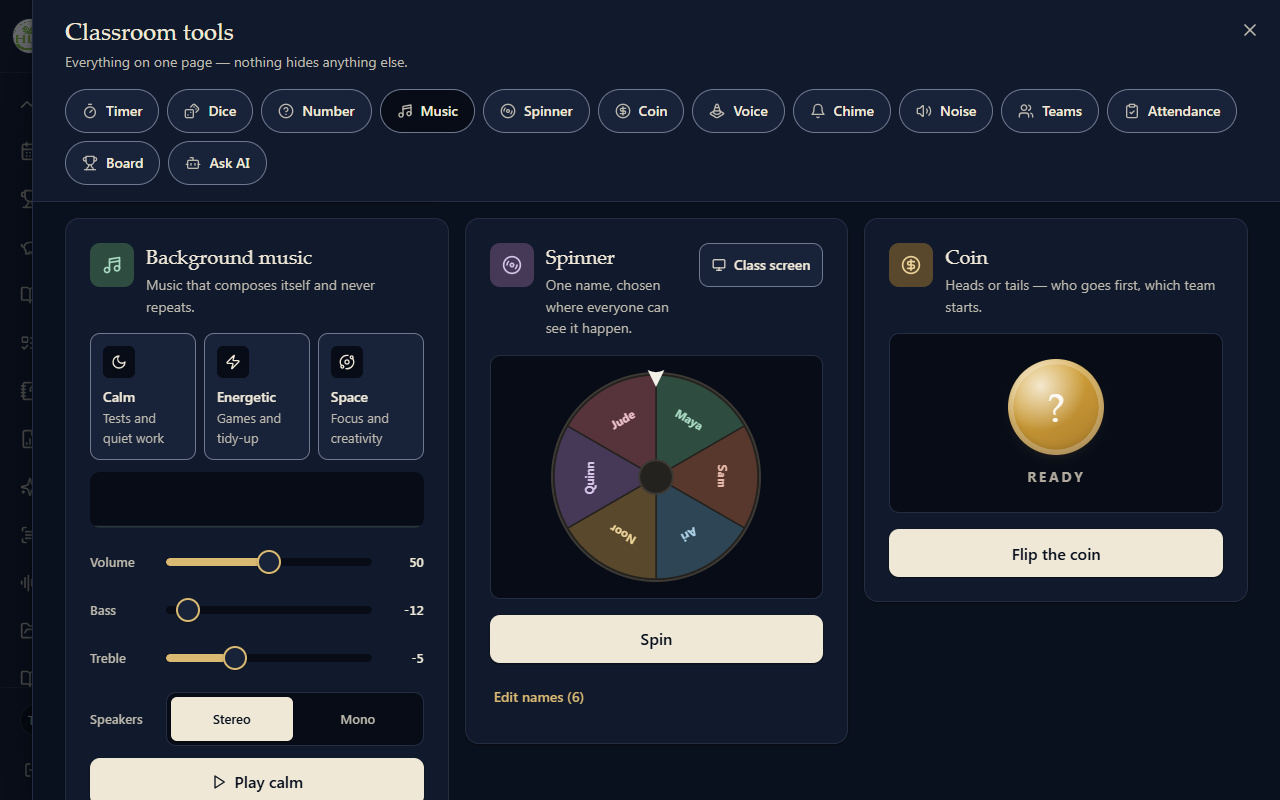 Classroom tools
Everything on one page — nothing hides anything else.
Timer
Dice
Number
Music
Spinner
Coin
Voice
Chime
Noise
Teams
Attendance
Board
Ask AI
Background music
Music that composes itself and never
repeats.
Calm
Tests and
quiet work
Energetic
Games and
tidy-up
Space
Focus and
creativity
Volume
50
Bass
-12
Treble
-5
Speakers
Stereo
Mono
Play calm
Spinner
One name, chosen
where everyone can
see it happen.
Class screen
Jude
Maya
Quinn
Sam
Noor
Ari
Spin
Edit names (6)
Coin
Heads or tails — who goes first, which team
starts.
?
READY
Flip the coin